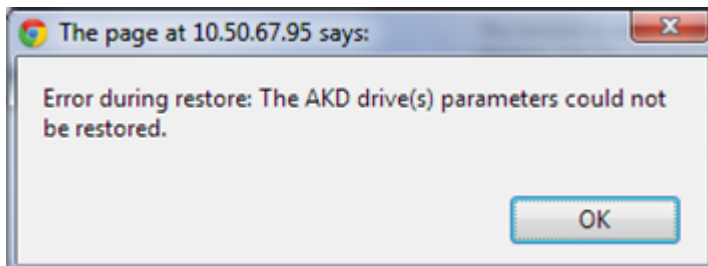 The page at 10.50.67.95 says:
Error during restore: The AKD drive(s) parameters could not
be restored.
OK